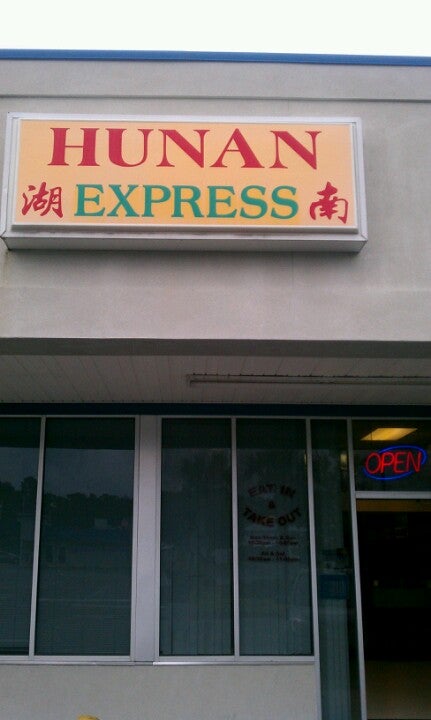 HUNAN
湖 EXPRESS 南
OPEN
EAT IN
&
TAKE OUT